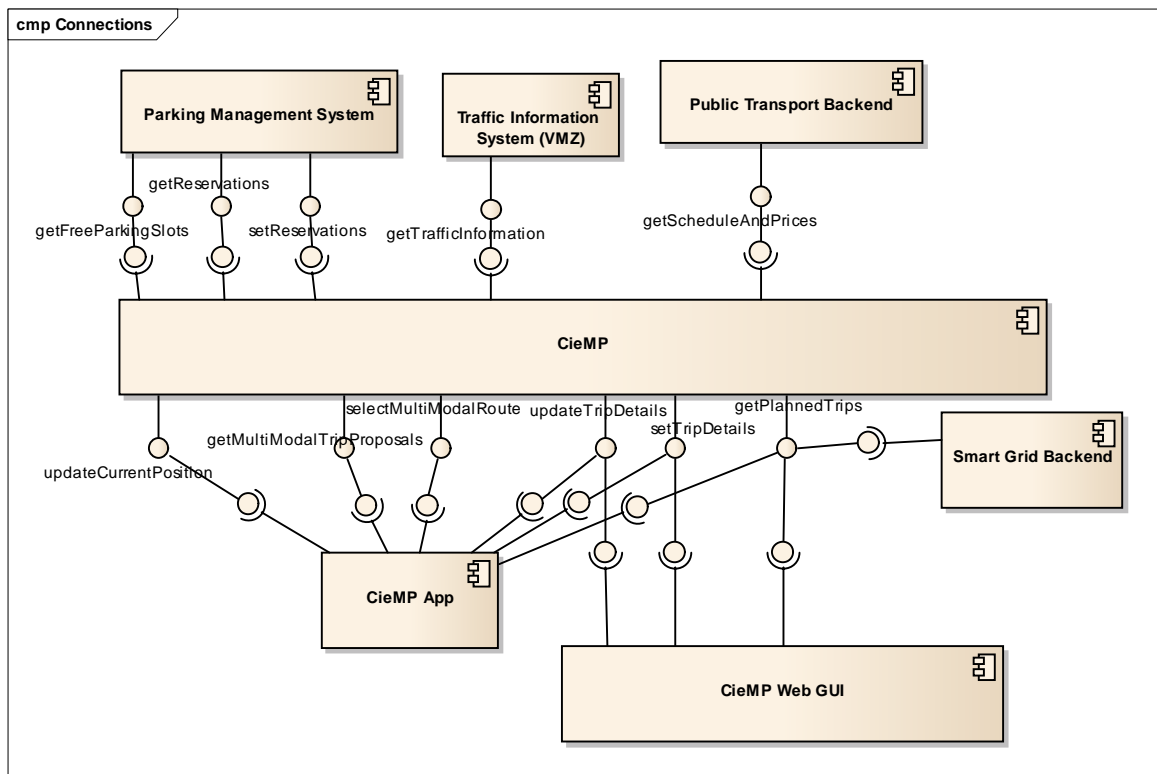 cmp Connections
Parking Management System
Traffic Information
System (VMZ)
Public Transport Backend
getReservations
getFreeParkingSlots
setReservations
getTrafficInformation
getScheduleAndPrices
CieMP
selectMultiModalRoute
updateTripDetails
getPlannedTrips
getMultiModalTripProposals
setTripDetails
updateCurrentPosition
Smart Grid Backend
CieMP App
CieMP Web GUI